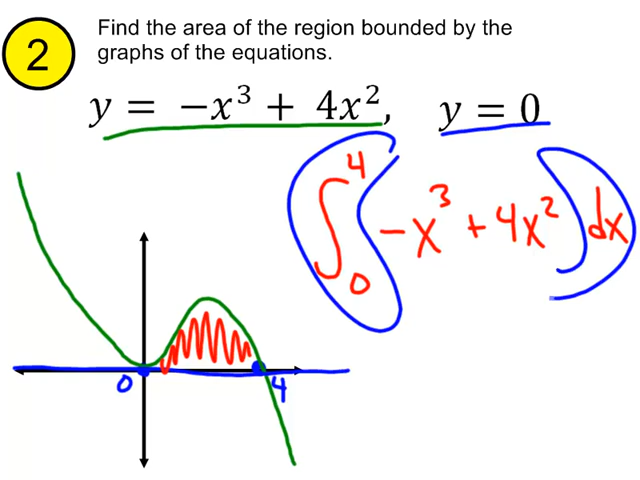 2
Find the area of the region bounded by the
graphs of the equations.
y = −x³ + 4x², y = 0
∫₀⁴ (−x³ + 4x²) dx
0 4